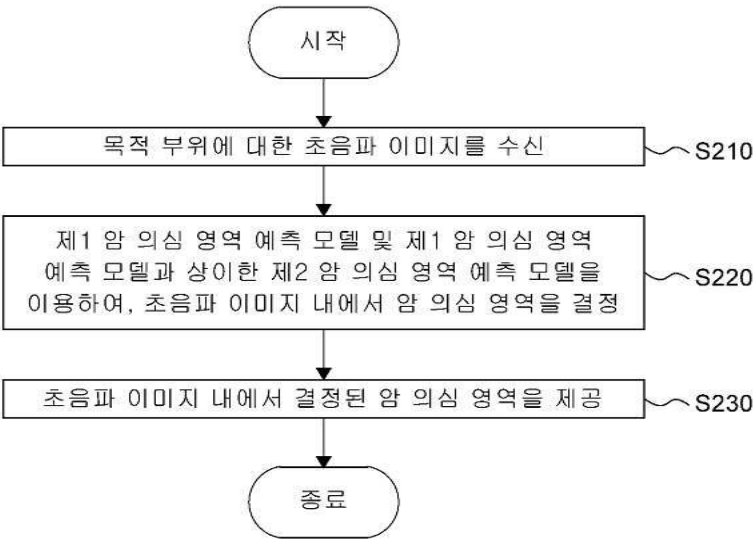 시작
목적 부위에 대한 초음파 이미지를 수신
S210
제1 암 의심 영역 예측 모델 및 제1 암 의심 영역
예측 모델과 상이한 제2 암 의심 영역 예측 모델을
이용하여, 초음파 이미지 내에서 암 의심 영역을 결정
S220
초음파 이미지 내에서 결정된 암 의심 영역을 제공
S230
종료